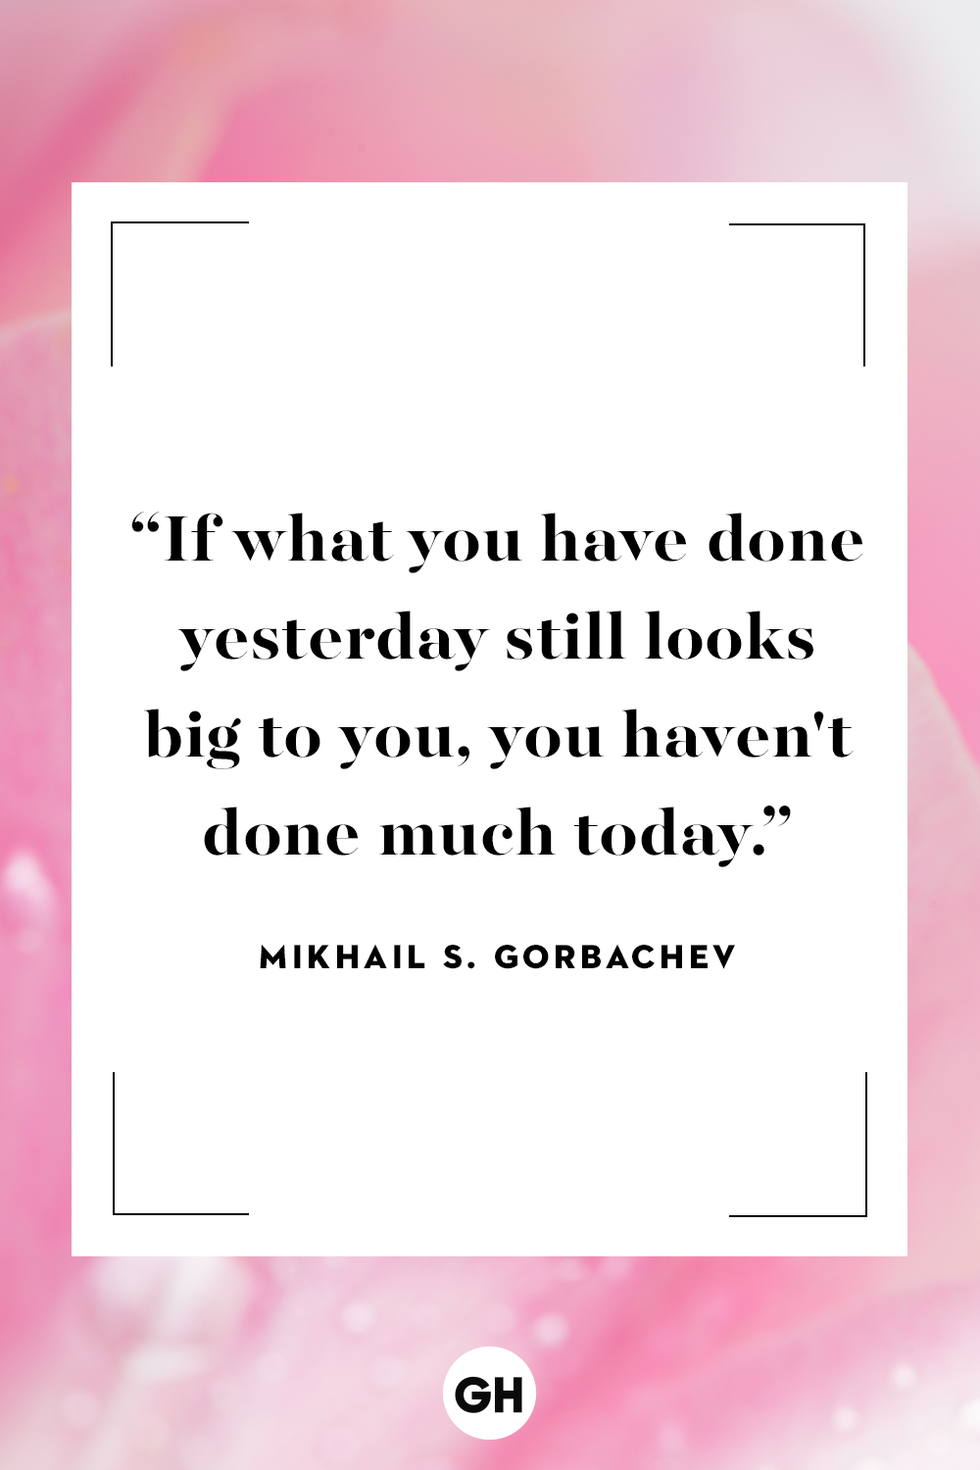 “If what you have done
yesterday still looks
big to you, you haven't
done much today.”
MIKHAIL S. GORBACHEV
GH